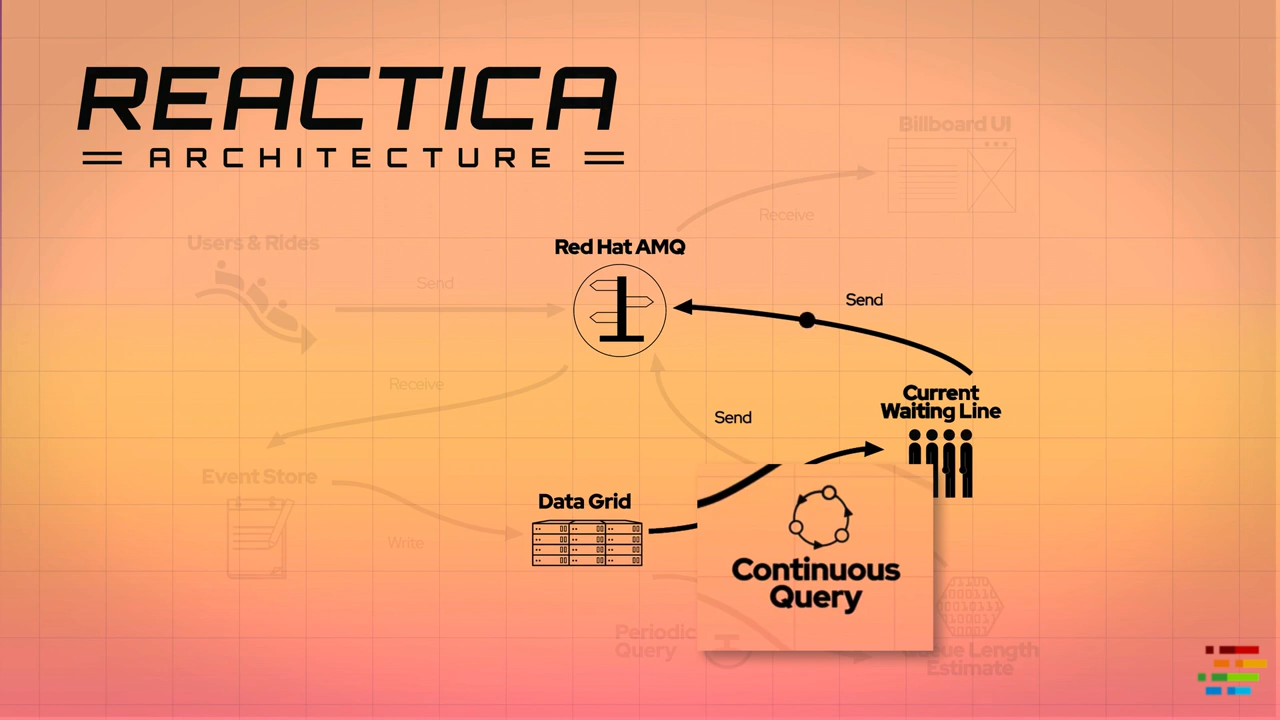 REACTICA
ARCHITECTURE
Billboard UI
Receive
Users & Rides
Red Hat AMQ
Send
Send
Receive
Current
Waiting Line
Send
Event Store
Data Grid
Write
Continuous
Query
Periodic
Query
Length
Estimate